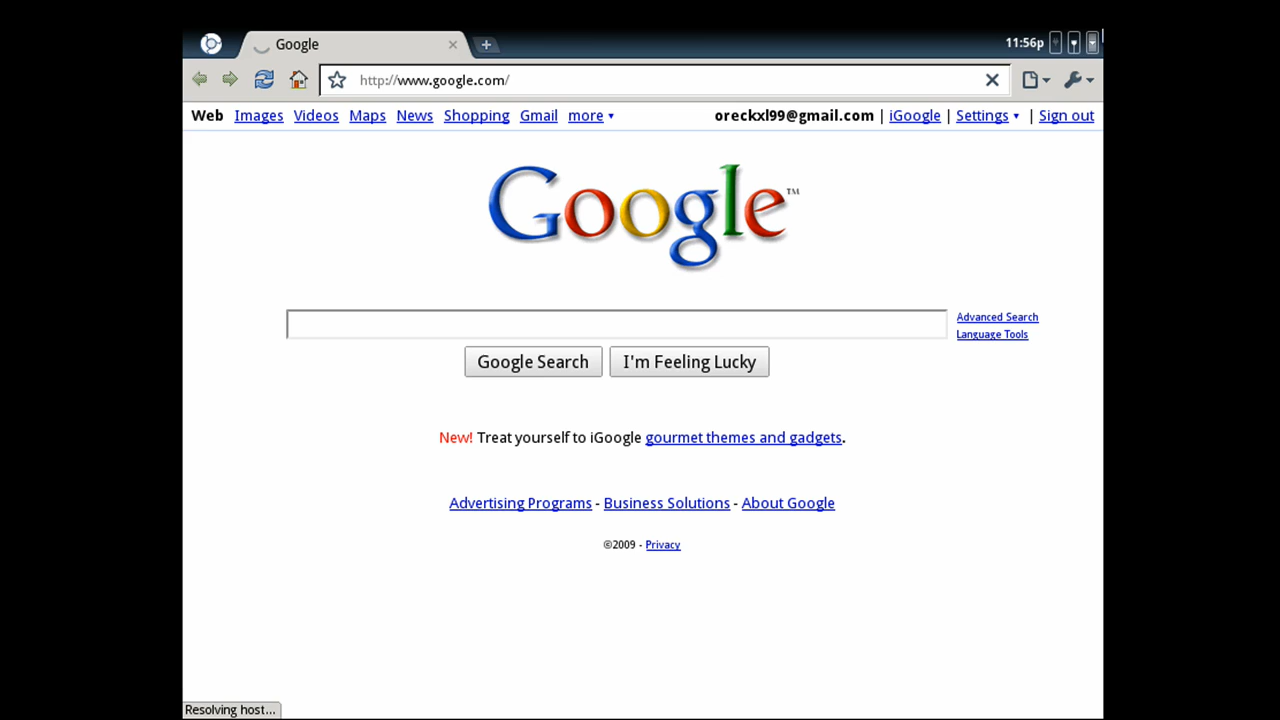 Google
11:56p
http://www.google.com/
Web Images Videos Maps News Shopping Gmail more ▾ oreckxl99@gmail.com | iGoogle | Settings ▾ | Sign out
Google™
Advanced Search
Language Tools
Google Search I'm Feeling Lucky
New! Treat yourself to iGoogle gourmet themes and gadgets.
Advertising Programs - Business Solutions - About Google
©2009 - Privacy
Resolving host...